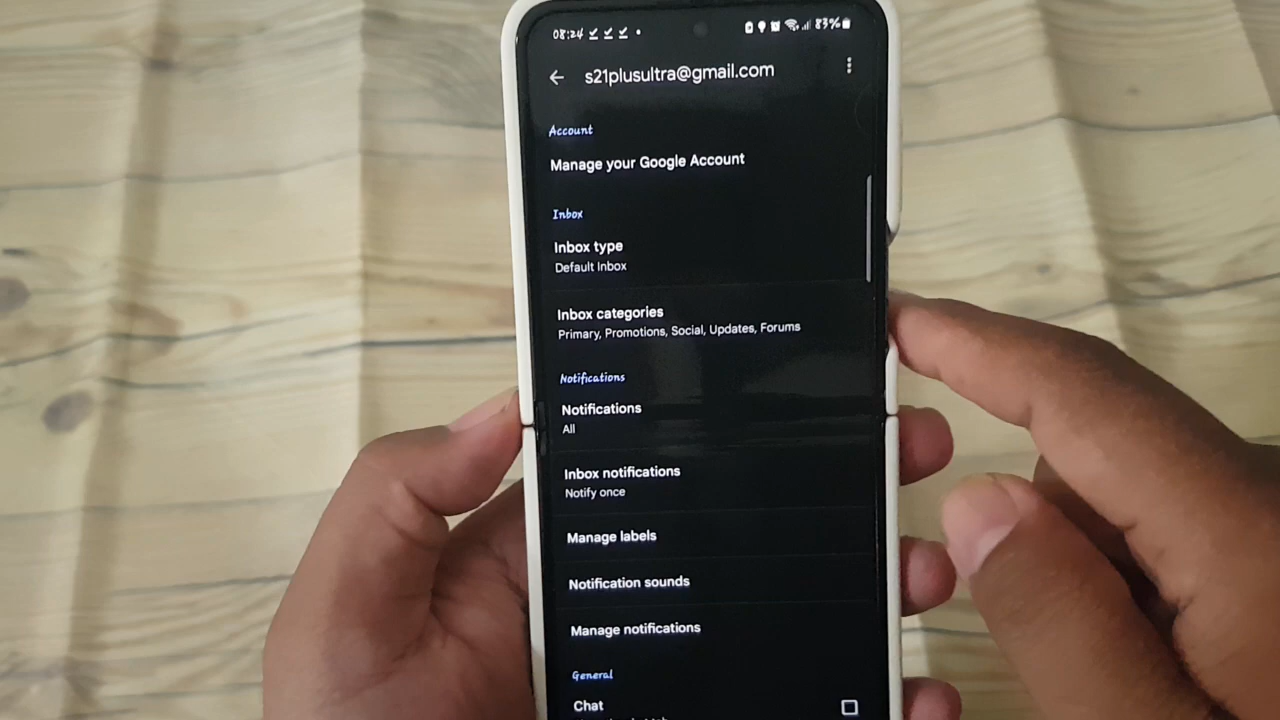 08:24
83%
s21plusultra@gmail.com
Account
Manage your Google Account
Inbox
Inbox type
Default Inbox
Inbox categories
Primary, Promotions, Social, Updates, Forums
Notifications
Notifications
All
Inbox notifications
Notify once
Manage labels
Notification sounds
Manage notifications
General
Chat